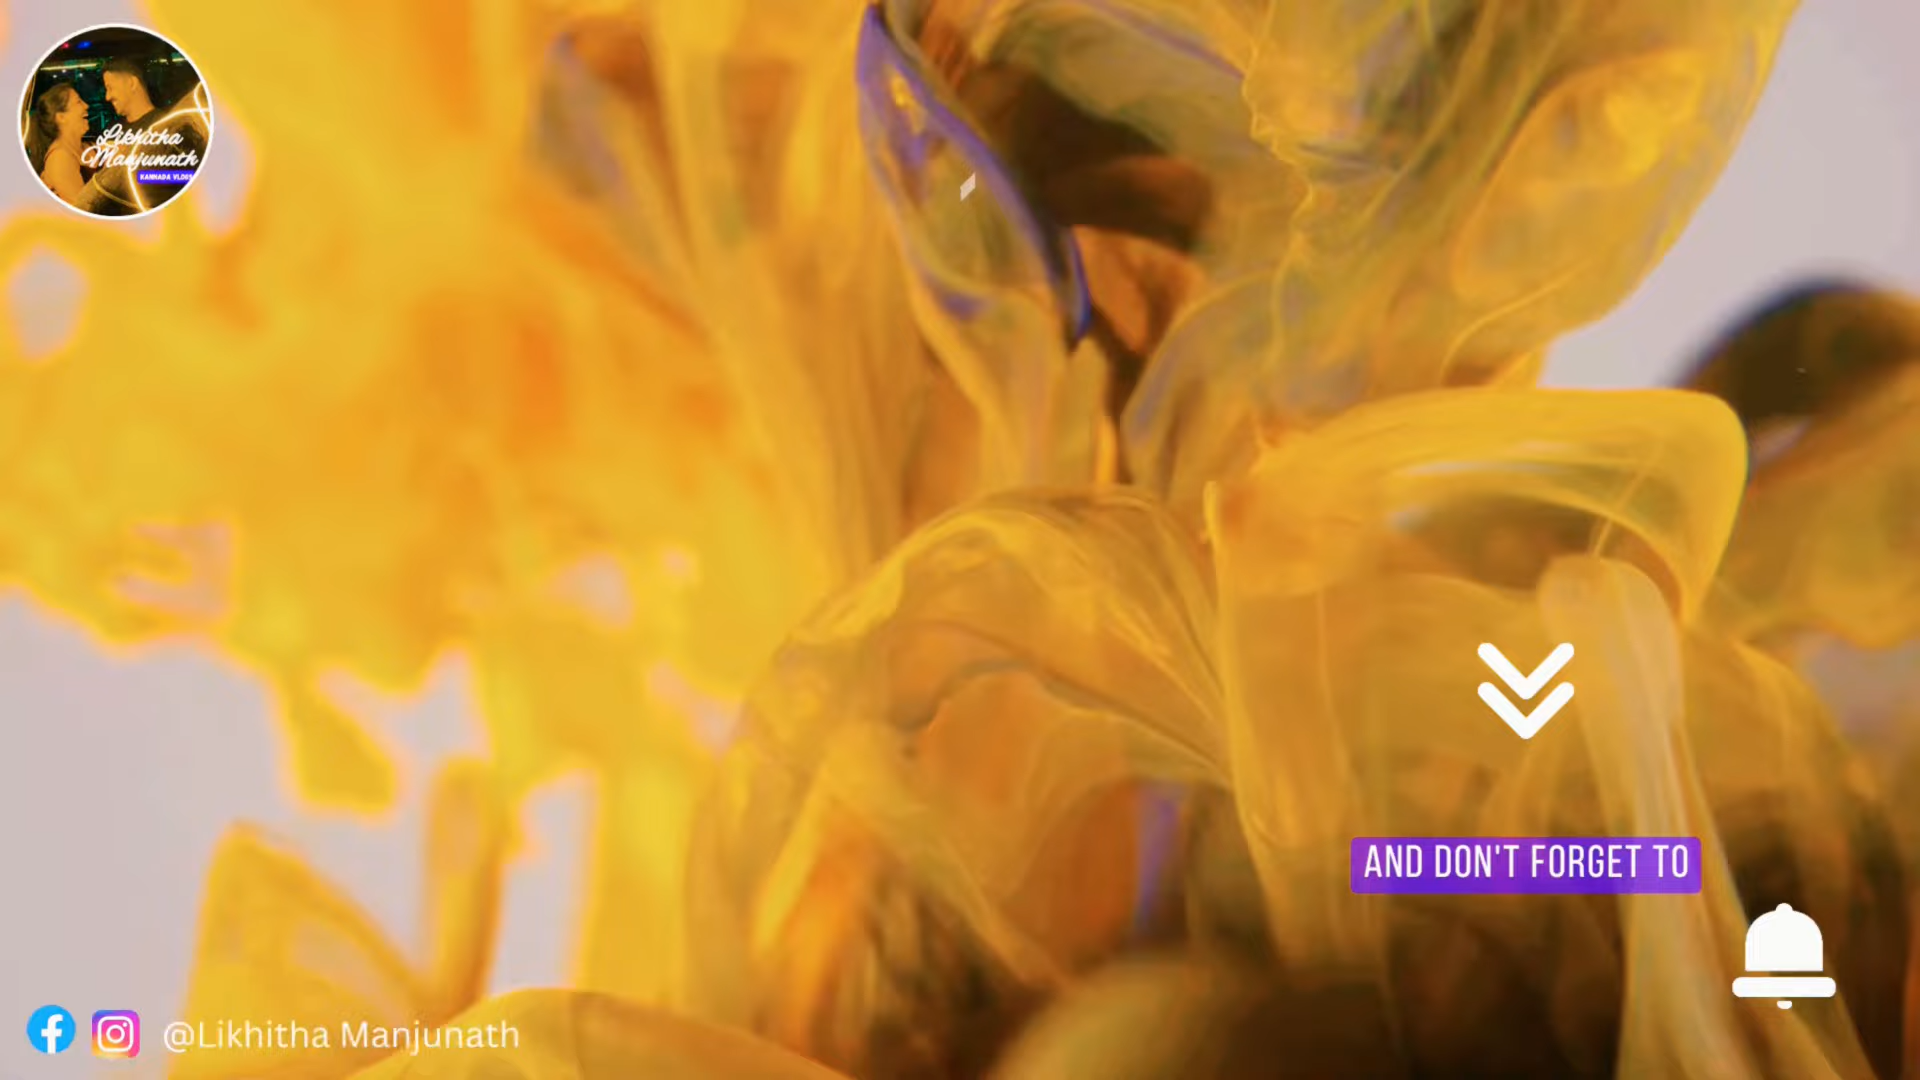 Likhitha
Manjunath
KANNADA VLOGS
AND DON'T FORGET TO
@Likhitha Manjunath